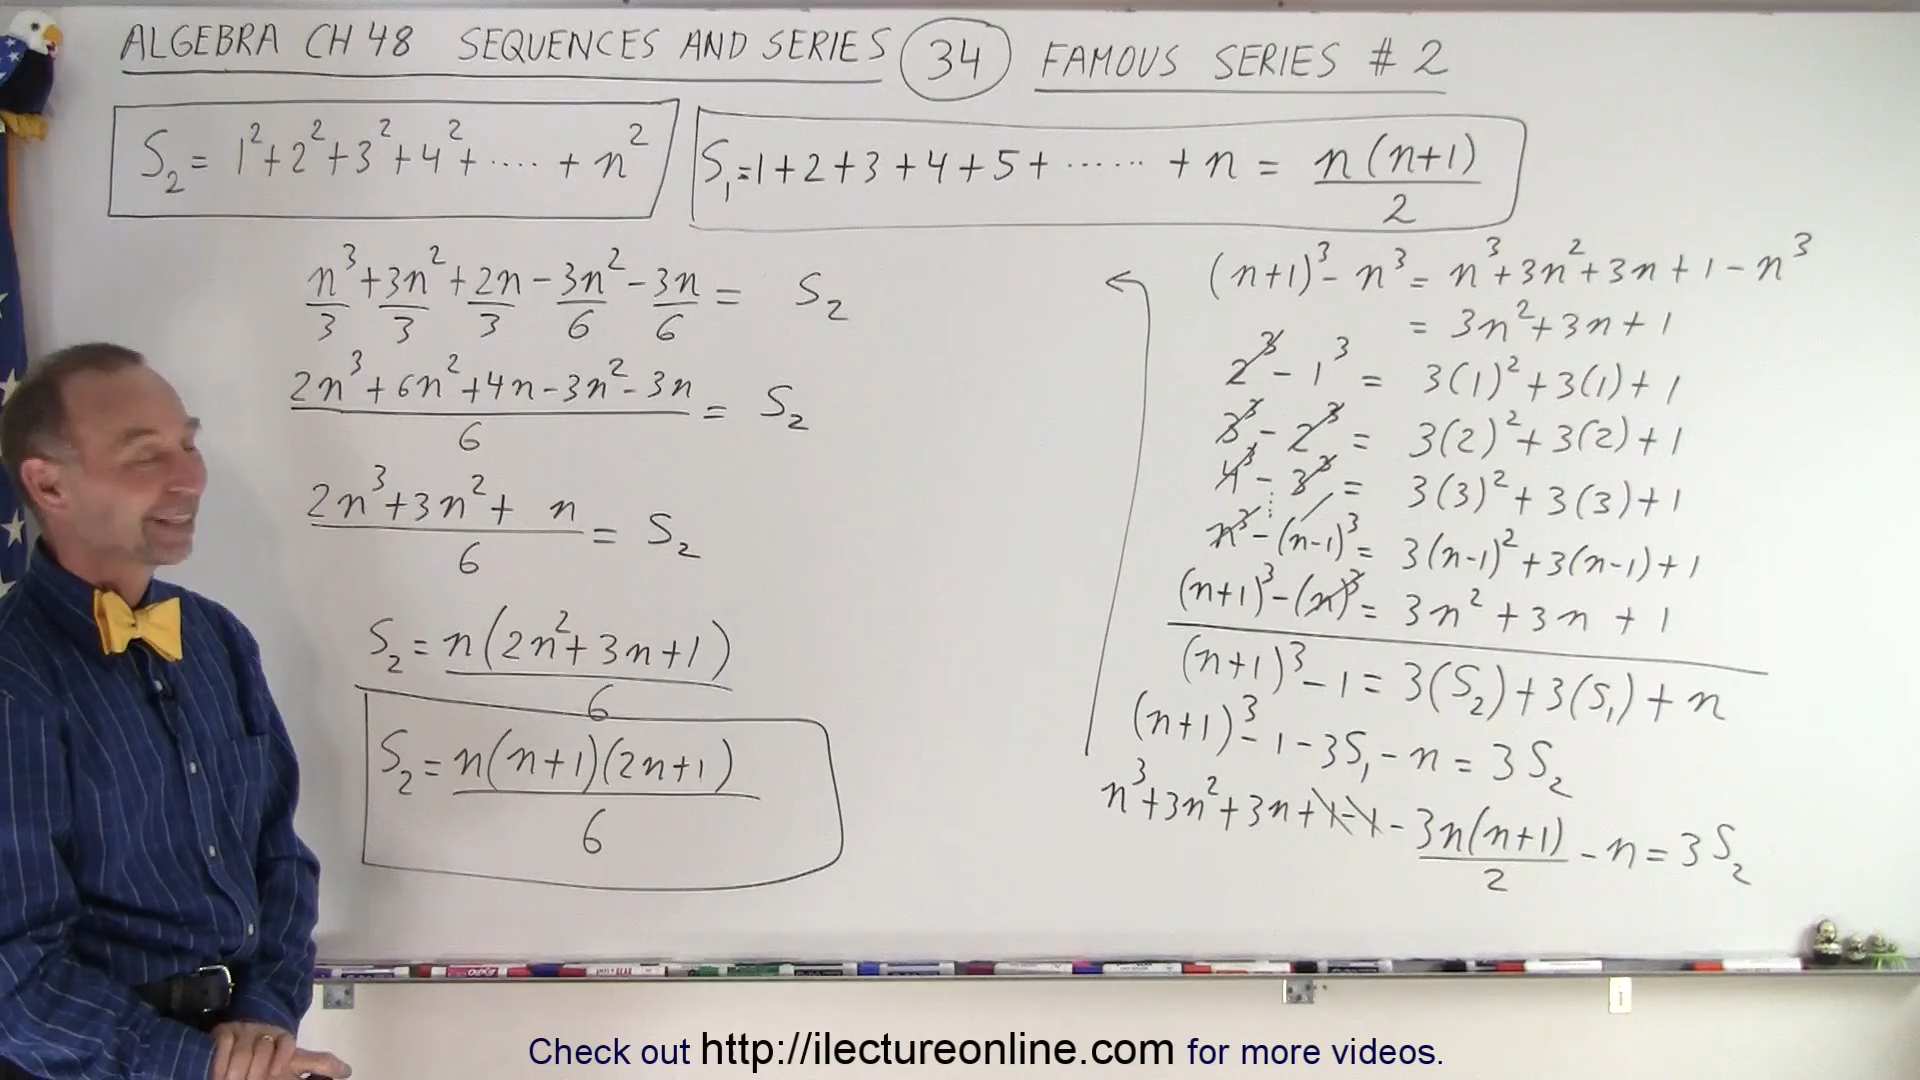 ALGEBRA CH 48 SEQUENCES AND SERIES 34 FAMOUS SERIES # 2
S₂ = 1² + 2² + 3² + 4² + ..... + n²
S₁ = 1 + 2 + 3 + 4 + 5 + ...... + n = n(n+1)/2
n³/3 + 3n²/3 + 2n/3 - 3n²/6 - 3n/6 = S₂
(2n³ + 6n² + 4n - 3n² - 3n)/6 = S₂
(2n³ + 3n² + n)/6 = S₂
S₂ = n(2n² + 3n + 1)/6
S₂ = n(n+1)(2n+1)/6
(n+1)³ - n³ = n³ + 3n² + 3n + 1 - n³
= 3n² + 3n + 1
2³ - 1³ = 3(1)² + 3(1) + 1
3³ - 2³ = 3(2)² + 3(2) + 1
4³ - 3³ = 3(3)² + 3(3) + 1
n³ - (n-1)³ = 3(n-1)² + 3(n-1) + 1
(n+1)³ - (n)³ = 3n² + 3n + 1
(n+1)³ - 1 = 3(S₂) + 3(S₁) + n
(n+1)³ - 1 - 3S₁ - n = 3S₂
n³ + 3n² + 3n + 1 - 1 - 3n(n+1)/2 - n = 3S₂
Check out http://ilectureonline.com for more videos.